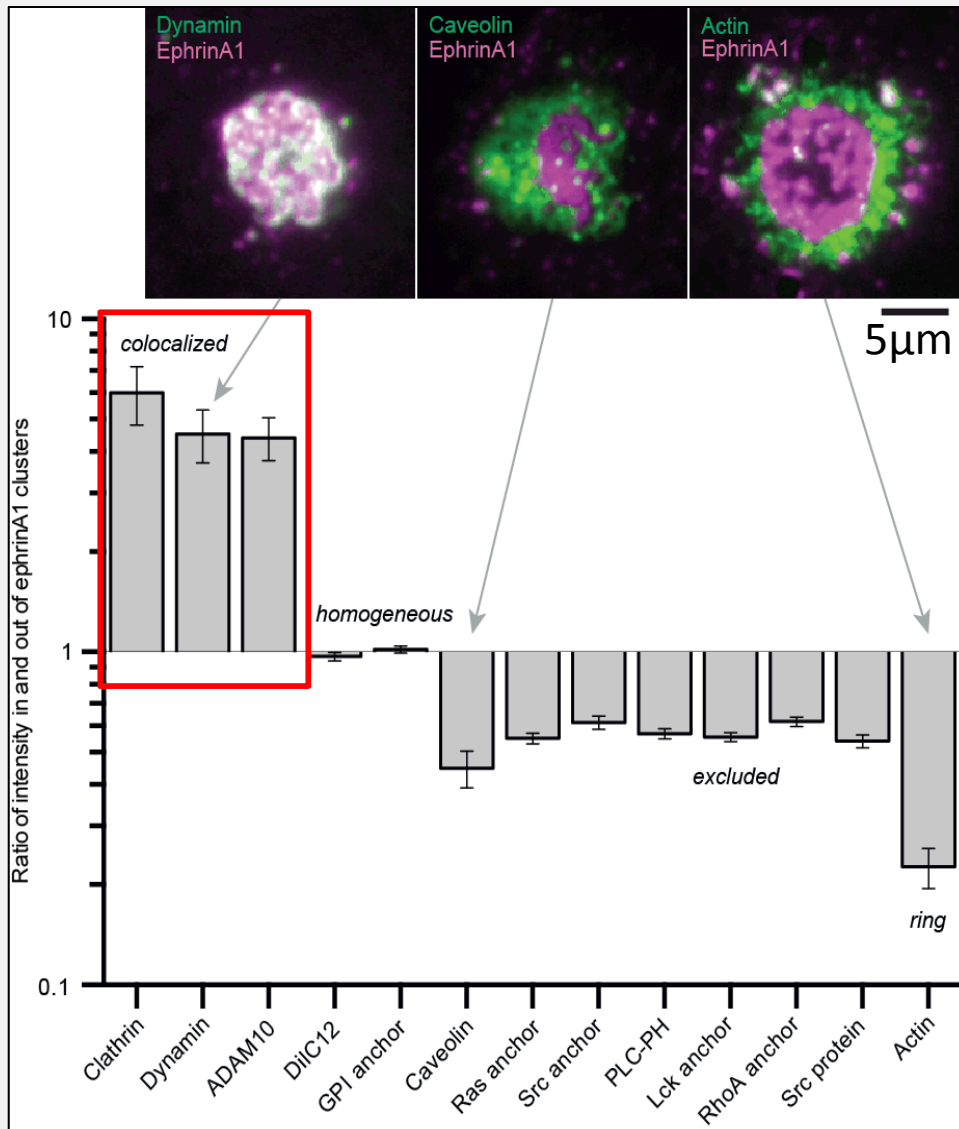 Dynamin
EphrinA1
Caveolin
EphrinA1
Actin
EphrinA1
5µm
10
colocalized
homogeneous
1
excluded
ring
0.1
Ratio of intensity in and out of ephrinA1 clusters
Clathrin
Dynamin
ADAM10
DiIC12
GPI anchor
Caveolin
Ras anchor
Src anchor
PLC-PH
Lck anchor
RhoA anchor
Src protein
Actin